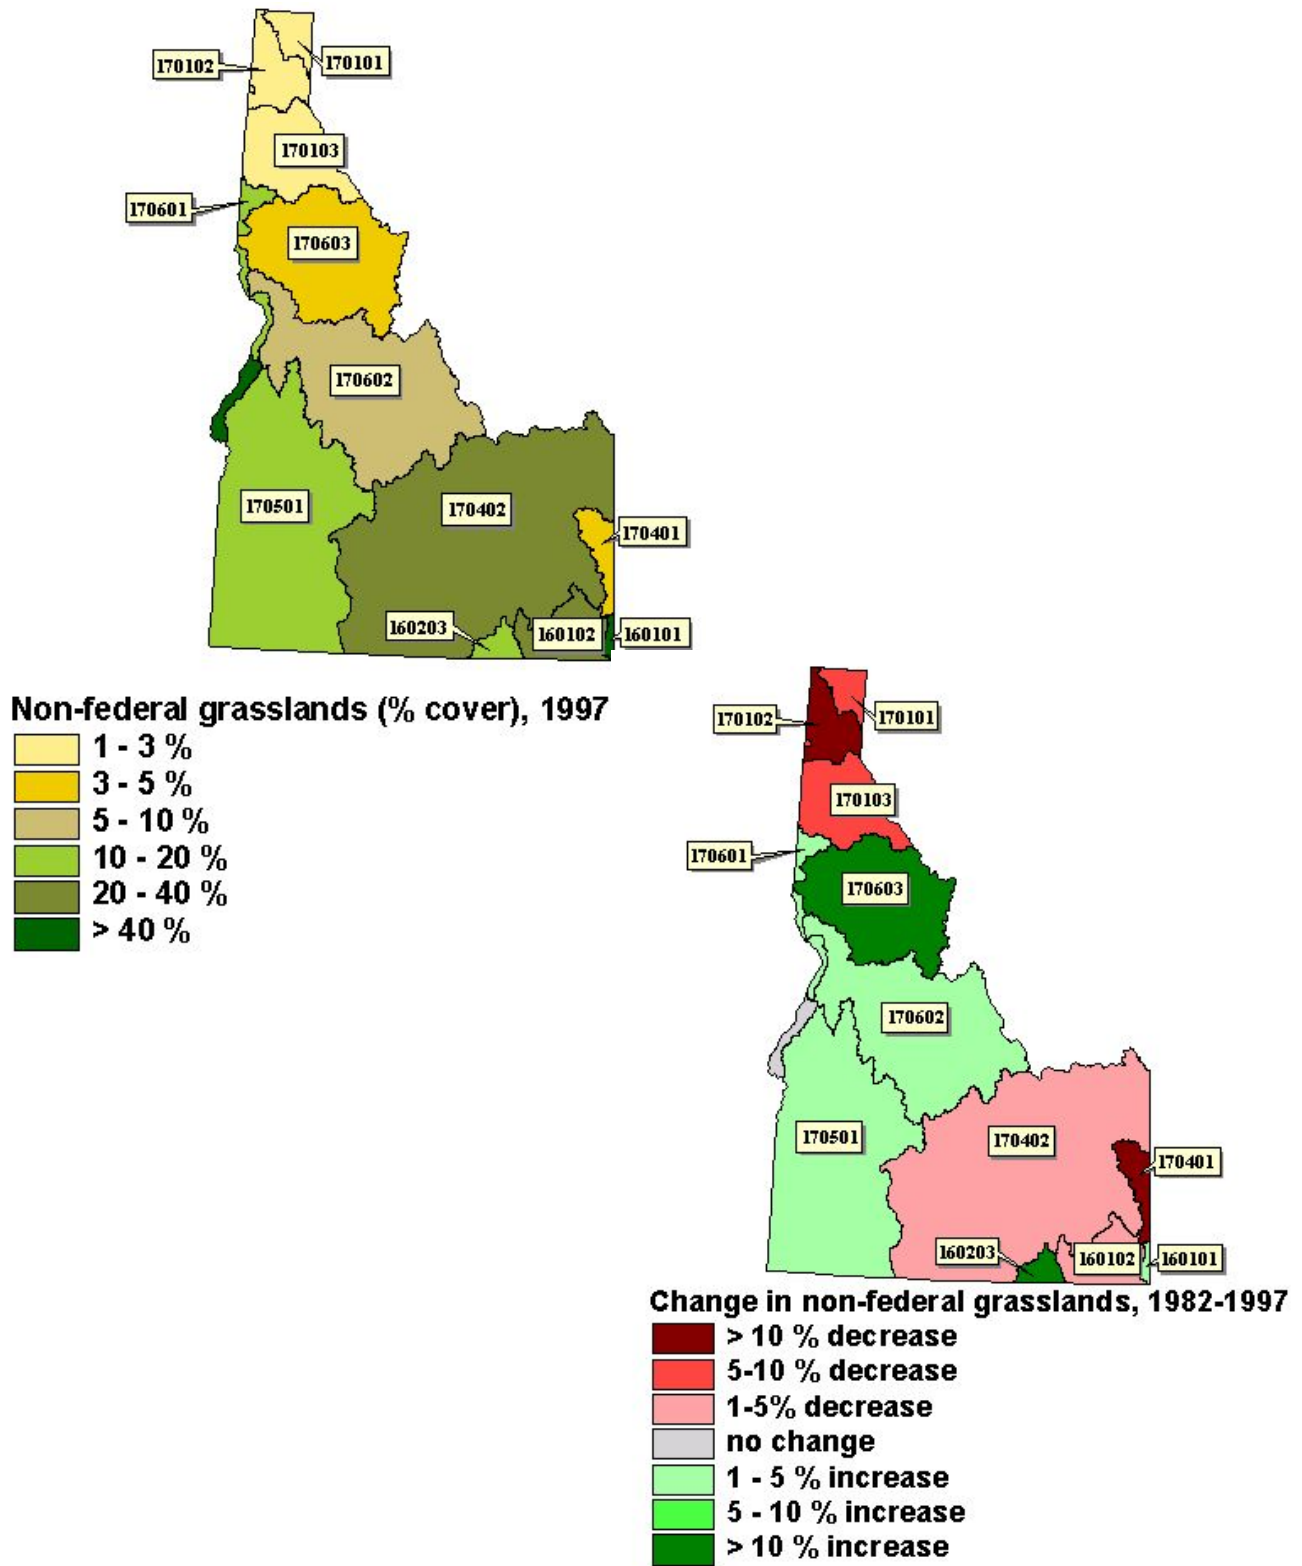 170102
170101
170103
170601
170603
170602
170501
170402
170401
160203
160102
160101
Non-federal grasslands (% cover), 1997
1 - 3 %
3 - 5 %
5 - 10 %
10 - 20 %
20 - 40 %
> 40 %
170102
170101
170103
170601
170603
170602
170501
170402
170401
160203
160102
160101
Change in non-federal grasslands, 1982-1997
> 10 % decrease
5-10 % decrease
1-5% decrease
no change
1 - 5 % increase
5 - 10 % increase
> 10 % increase